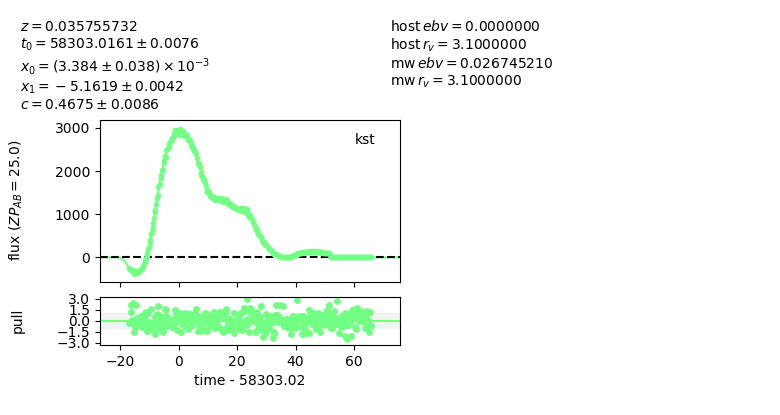 z = 0.035755732
t₀ = 58303.0161 ± 0.0076
x₀ = (3.384 ± 0.038) × 10⁻³
x₁ = −5.1619 ± 0.0042
c = 0.4675 ± 0.0086
host ebv = 0.0000000
host r_v = 3.1000000
mw ebv = 0.026745210
mw r_v = 3.1000000
3000
2000
1000
0
flux (ZP_AB = 25.0)
kst
3.0
1.5
0.0
−1.5
−3.0
pull
−20 0 20 40 60
time - 58303.02